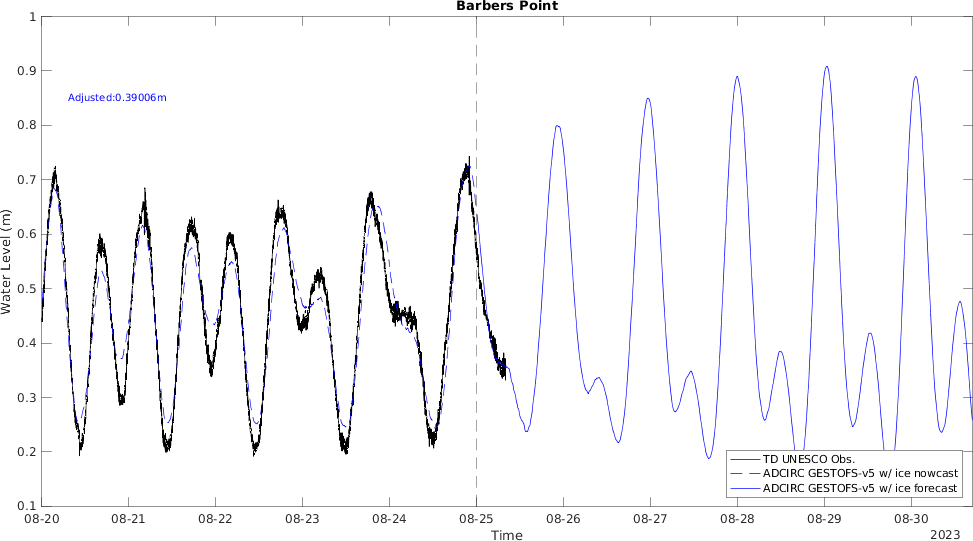 Barbers Point
1
0.9
0.8
0.7
0.6
0.5
0.4
0.3
0.2
0.1
Water Level (m)
Adjusted:0.39006m
TD UNESCO Obs.
ADCIRC GESTOFS-v5 w/ ice nowcast
ADCIRC GESTOFS-v5 w/ ice forecast
08-20 08-21 08-22 08-23 08-24 08-25 08-26 08-27 08-28 08-29 08-30
Time
2023